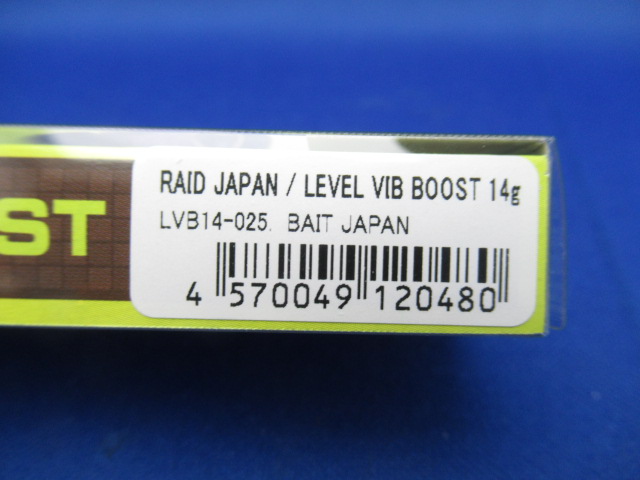 ST
RAID JAPAN / LEVEL VIB BOOST 14g
LVB14-025. BAIT JAPAN
4 570049 120480